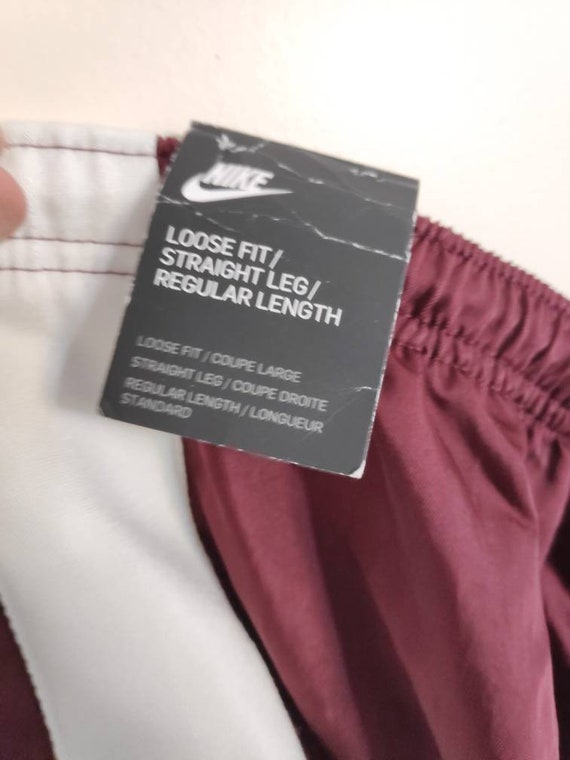 NIKE
LOOSE FIT/
STRAIGHT LEG/
REGULAR LENGTH
LOOSE FIT / COUPE LARGE
STRAIGHT LEG / COUPE DROITE
REGULAR LENGTH / LONGUEUR
STANDARD